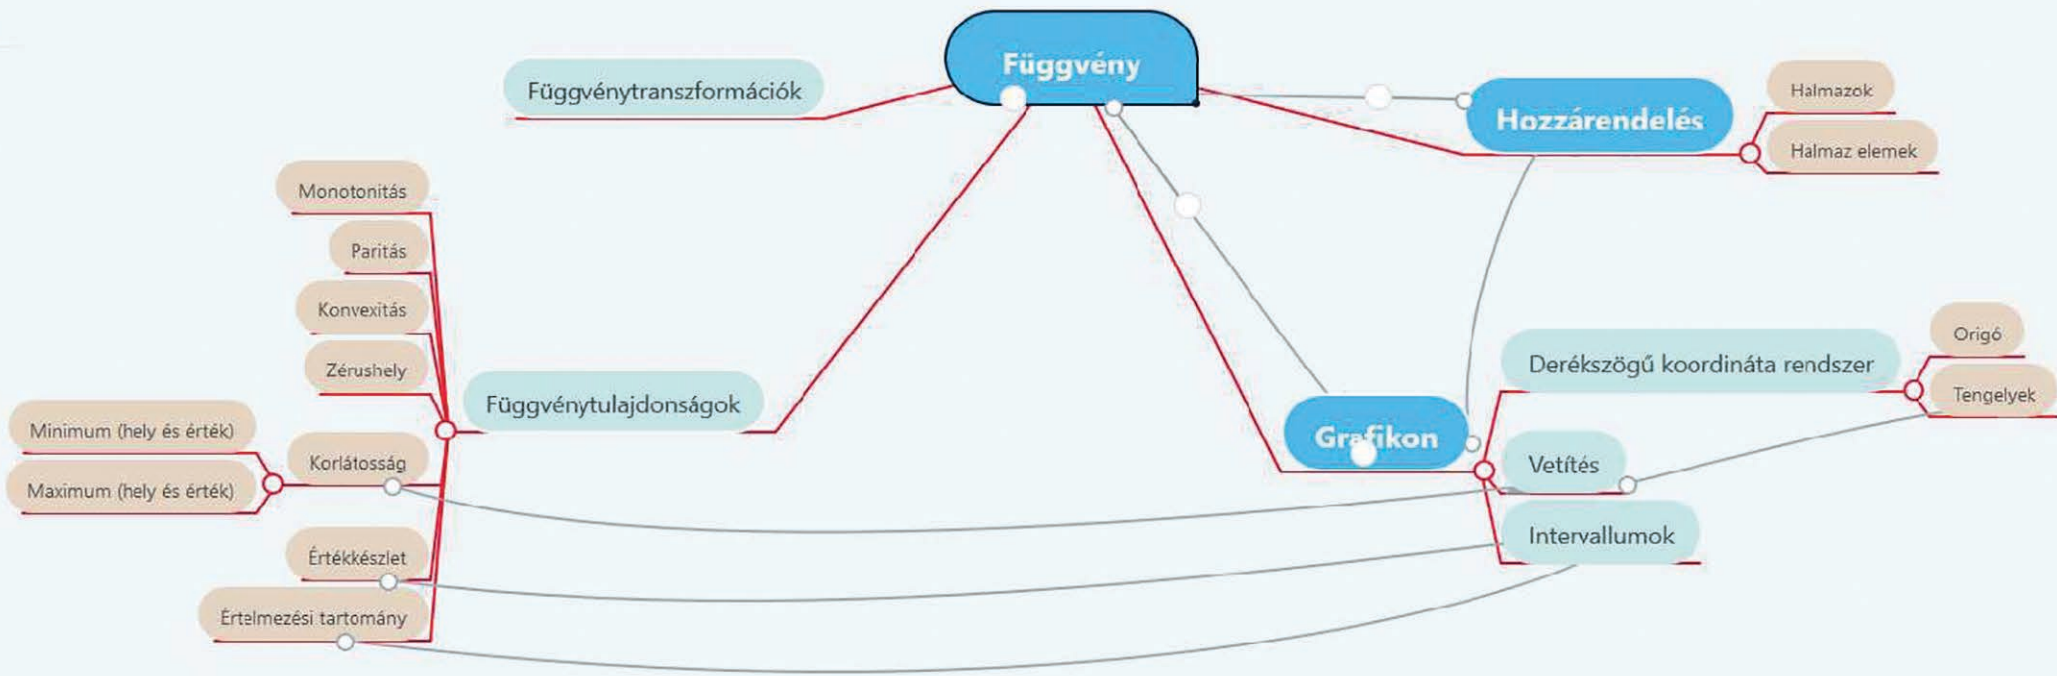 Függvény
Függvénytranszformációk
Hozzárendelés
Halmazok
Halmaz elemek
Monotonitás
Paritás
Konvexitás
Zérushely
Függvénytulajdonságok
Minimum (hely és érték)
Korlátosság
Maximum (hely és érték)
Értékkészlet
Értelmezési tartomány
Grafikon
Derékszögű koordináta rendszer
Origó
Tengelyek
Vetítés
Intervallumok